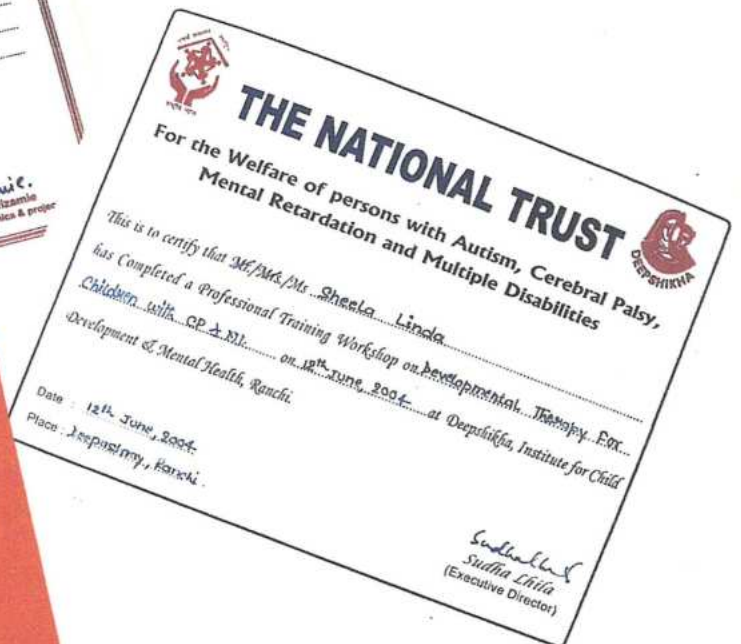 THE NATIONAL TRUST
For the Welfare of persons with Autism, Cerebral Palsy,
Mental Retardation and Multiple Disabilities
DEEPSHIKHA
This is to certify that Mr/Mrs/Ms Sheela Linda
has Completed a Professional Training Workshop on Developmental Therapy For
Children with CP & MI on 12th June, 2004 at Deepshikha, Institute for Child
Development & Mental Health, Ranchi.
Date : 12th June, 2004.
Place : Ranchi.
Sudha Lhila
(Executive Director)